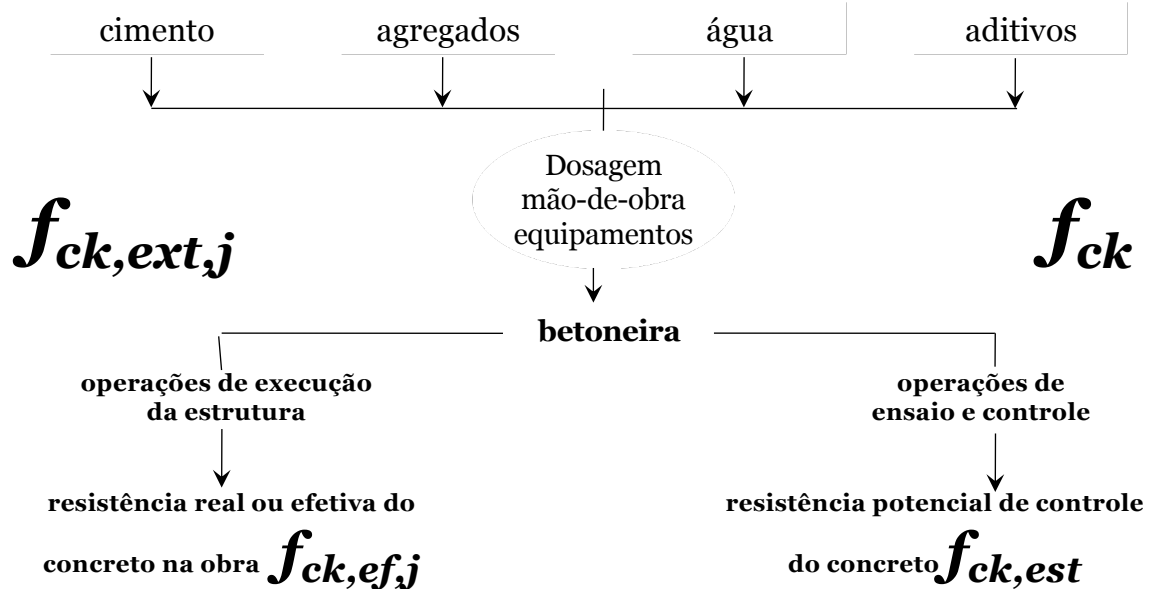 cimento
agregados
água
aditivos
Dosagem
mão-de-obra
equipamentos
fck,ext,j
fck
betoneira
operações de execução
da estrutura
operações de
ensaio e controle
resistência real ou efetiva do
concreto na obra fck,ef,j
resistência potencial de controle
do concreto fck,est